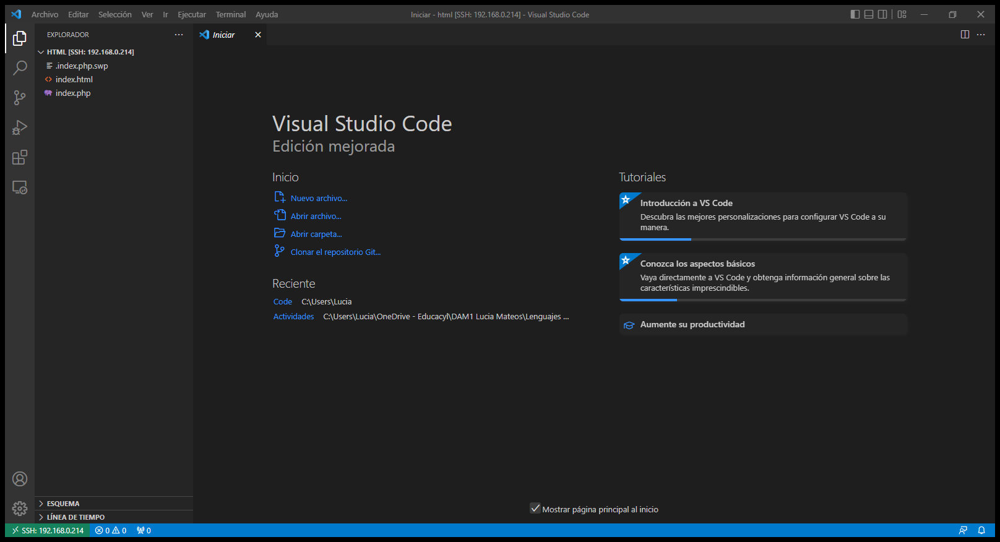 Archivo Editar Selección Ver Ir Ejecutar Terminal Ayuda
Iniciar - html [SSH: 192.168.0.214] - Visual Studio Code
EXPLORADOR
HTML [SSH: 192.168.0.214]
.index.php.swp
index.html
index.php
ESQUEMA
LÍNEA DE TIEMPO
Iniciar
Visual Studio Code
Edición mejorada
Inicio
Nuevo archivo...
Abrir archivo...
Abrir carpeta...
Clonar el repositorio Git...
Reciente
Code C:\Users\Lucia
Actividades C:\Users\Lucia\OneDrive - Educacyl\DAM1 Lucia Mateos\Lenguajes ...
Tutoriales
Introducción a VS Code
Descubra las mejores personalizaciones para configurar VS Code a su
manera.
Conozca los aspectos básicos
Vaya directamente a VS Code y obtenga información general sobre las
características imprescindibles.
Aumente su productividad
Mostrar página principal al inicio
SSH: 192.168.0.214 0 0 0